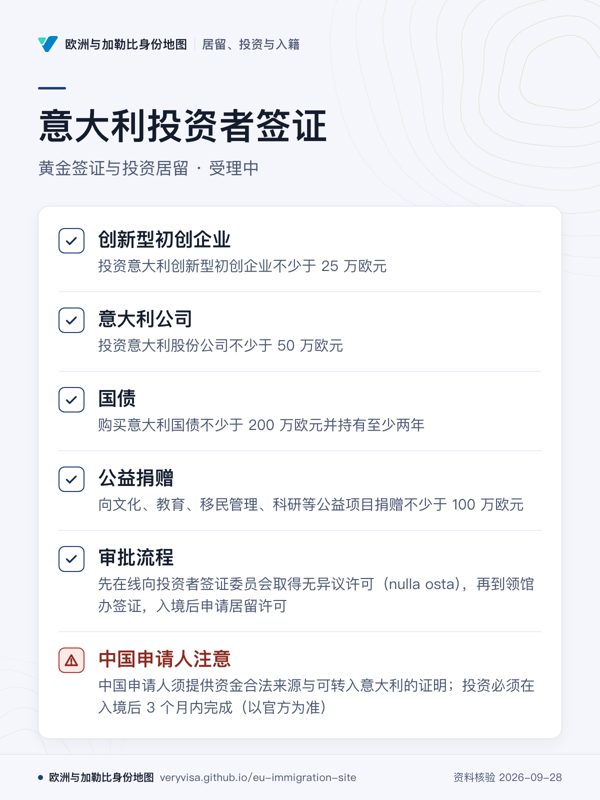 欧洲与加勒比身份地图 居留、投资与入籍
意大利投资者签证
黄金签证与投资居留 · 受理中
创新型初创企业
投资意大利创新型初创企业不少于 25 万欧元
意大利公司
投资意大利股份公司不少于 50 万欧元
国债
购买意大利国债不少于 200 万欧元并持有至少两年
公益捐赠
向文化、教育、移民管理、科研等公益项目捐赠不少于 100 万欧元
审批流程
先在线向投资者签证委员会取得无异议许可（nulla osta），再到领馆
办签证，入境后申请居留许可
中国申请人注意
中国申请人须提供资金合法来源与可转入意大利的证明；投资必须在
入境后 3 个月内完成（以官方为准）
欧洲与加勒比身份地图 veryvisa.github.io/eu-immigration-site 资料核验 2026-09-28